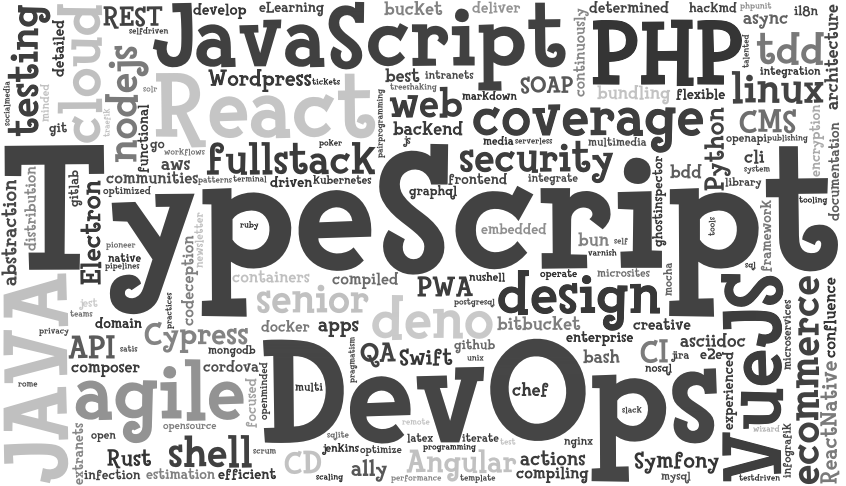 REST
develop
eLearning
bucket
deliver
determined
hackmd
phpunit
i18n
selfdriven
JavaScript
continuously
PHP
talented
async
tdd
architecture
testing
detailed
cloud
nodejs
socialmedia
minded
solr
React
Wordpress
tickets
best
intranets
SOAP
integration
treeshaking
markdown
bundling
flexible
linux
git
traefik
functional
web
pairprogramming
coverage
CMS
backend
js
go
workflows
poker
media
serverless
multimedia
Python
openapi
publishing
encryption
documentation
aws
fullstack
security
ghostinspector
bdd
cli
system
communities
patterns
terminal
driven
Kubernetes
frontend
integrate
library
optimized
graphql
tooling
abstraction
distribution
gitlab
Electron
TypeScript
ruby
embedded
bun
self
varnish
tools
framework
pioneer
native
pipelines
codeception
newsletter
sql
containers
compiled
PWA
nushell
operate
microsites
mocha
JAVA
jest
teams
practices
senior
postgresql
design
VueJS
ecommerce
confluence
microservices
privacy
domain
Cypress
docker
apps
deno
bitbucket
creative
enterprise
API
satis
mongodb
pragmatism
QA
Swift
github
unix
bash
CI
jira
asciidoc
e2e
nosql
rome
composer
cordova
agile
focused
openminded
DevOps
multi
chef
slack
experienced
ReactNative
opensource
remote
extranets
open
sqlite
latex
iterate
test
nginx
wizard
infografik
Rust
shell
scrum
jenkins
optimize
programming
Angular
actions
Symfony
infection
estimation
efficient
CD
scaling
ally
performance
template
compiling
mysql
testdriven